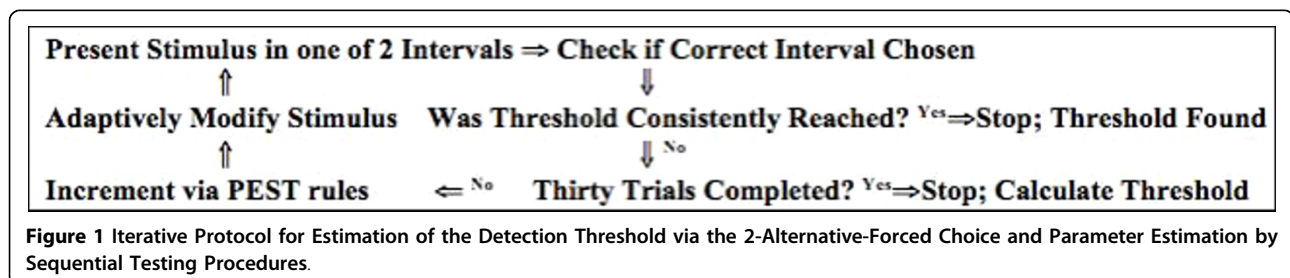 Present Stimulus in one of 2 Intervals ⇒ Check if Correct Interval Chosen
⇑ ⇓
Adaptively Modify Stimulus Was Threshold Consistently Reached? Yes⇒Stop; Threshold Found
⇑ ⇓ No
Increment via PEST rules ⇐ No Thirty Trials Completed? Yes⇒Stop; Calculate Threshold
Figure 1 Iterative Protocol for Estimation of the Detection Threshold via the 2-Alternative-Forced Choice and Parameter Estimation by
Sequential Testing Procedures.